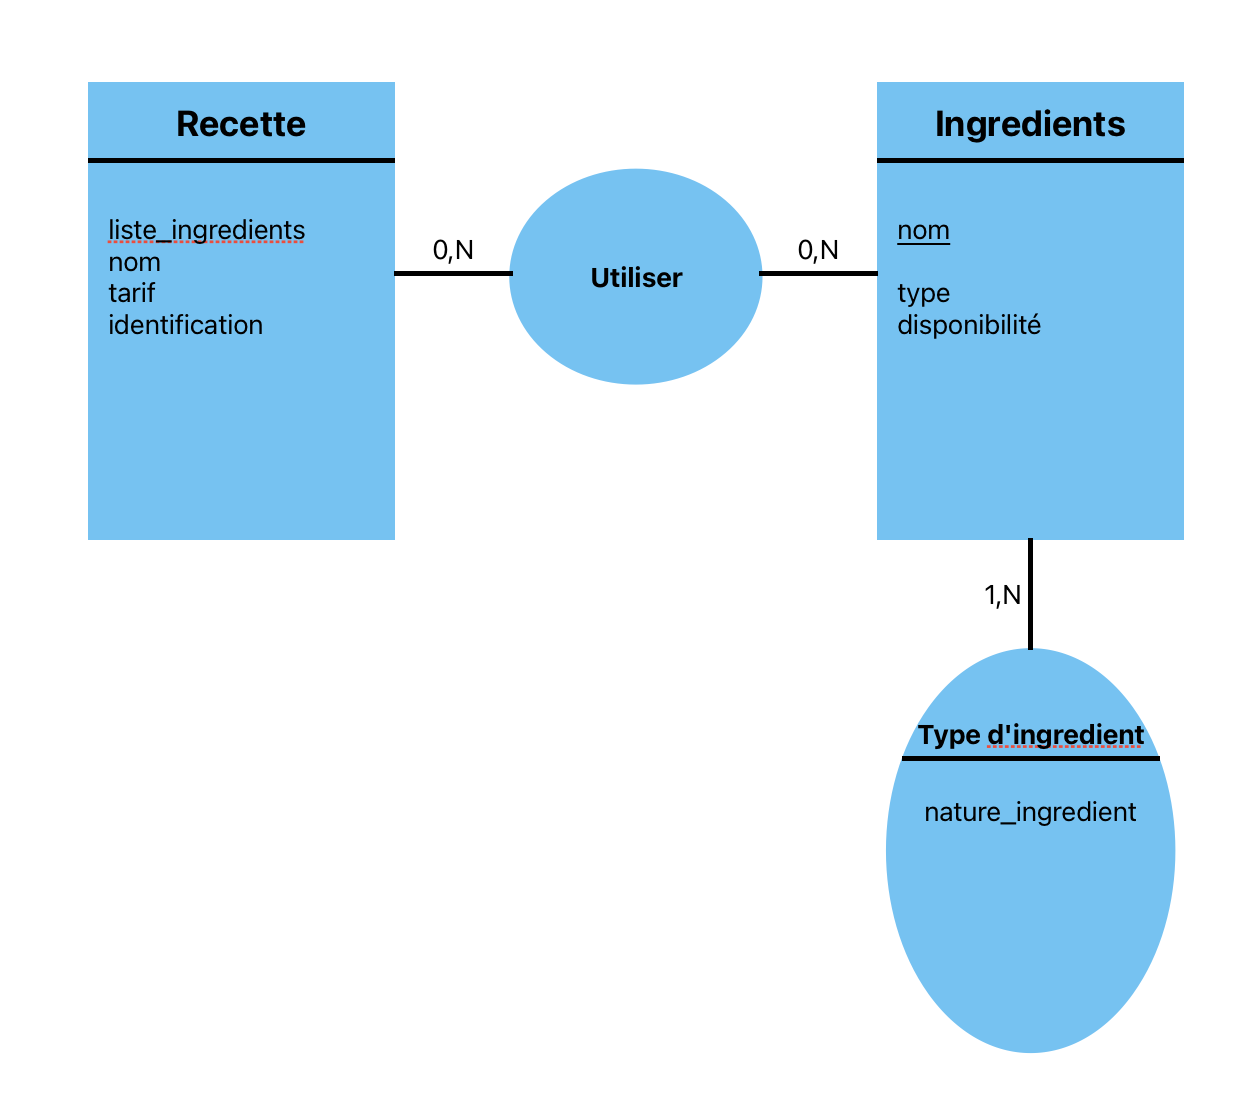 Recette
liste_ingredients
nom
tarif
identification
0,N
Utiliser
0,N
Ingredients
nom
type
disponibilité
1,N
Type d'ingredient
nature_ingredient